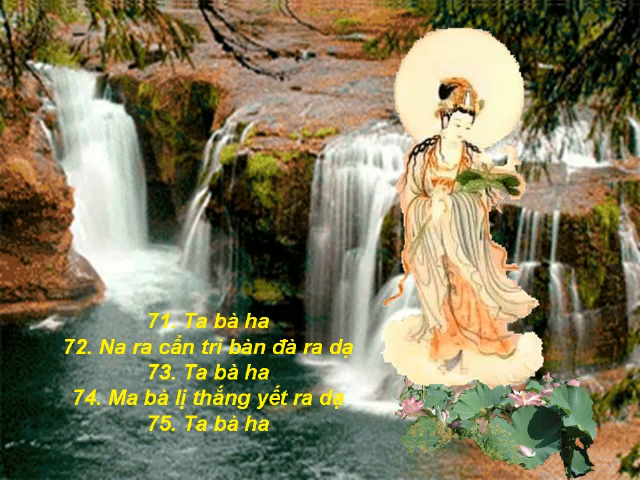 71. Ta bà ha
72. Na ra cẩn trì bàn đà ra dạ
73. Ta bà ha
74. Ma bà lị thắng yết ra dạ
75. Ta bà ha